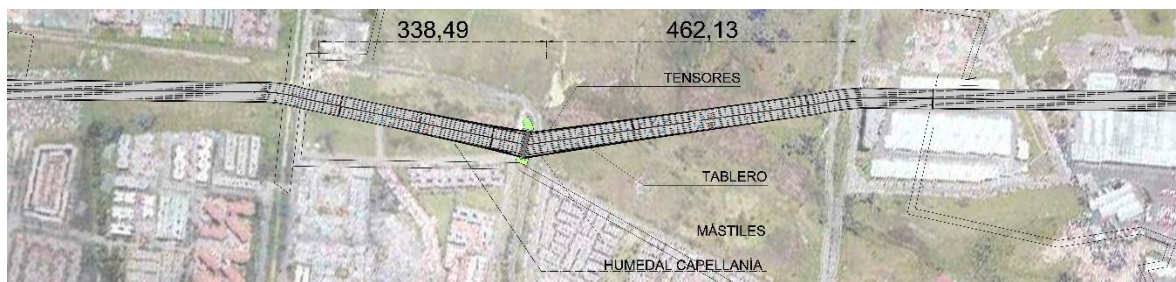 338,49
462,13
TENSORES
TABLERO
MÁSTILES
HUMEDAL CAPELLANÍA